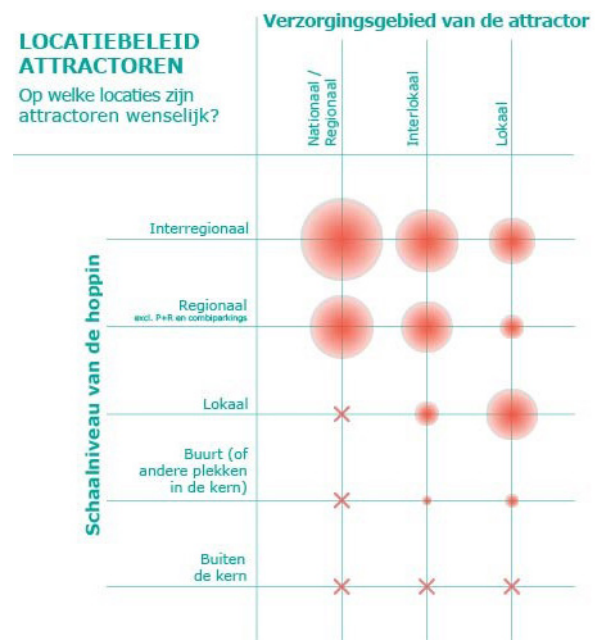 Verzorgingsgebied van de attractor
LOCATIEBELEID
ATTRACTOREN
Op welke locaties zijn
attractoren wenselijk?
Nationaal /
Regionaal
Interlokaal
Lokaal
Schaalniveau van de hoppin
Interregionaal
Regionaal
excl. P+R en combiparkings
Lokaal
Buurt (of
andere plekken
in de kern)
Buiten
de kern